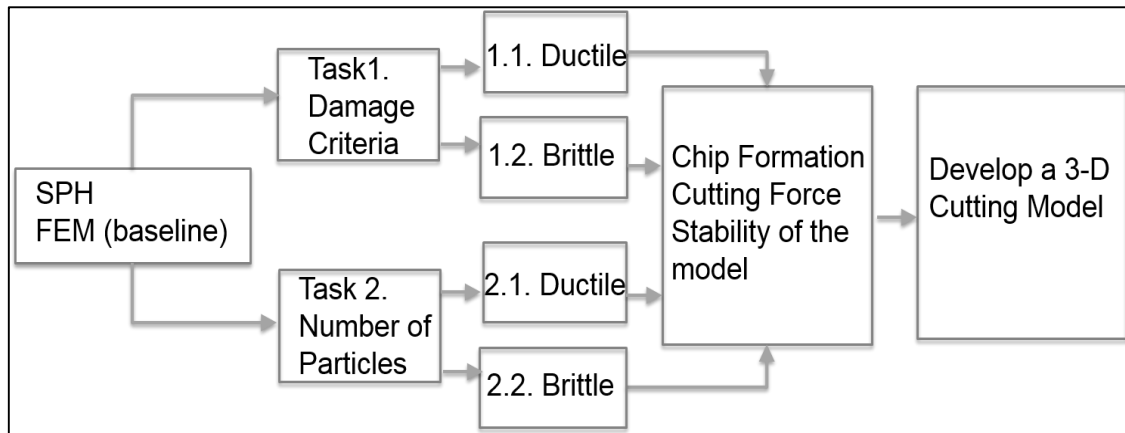 SPH
FEM (baseline)
Task1.
Damage
Criteria
1.1. Ductile
1.2. Brittle
Task 2.
Number of
Particles
2.1. Ductile
2.2. Brittle
Chip Formation
Cutting Force
Stability of the
model
Develop a 3-D
Cutting Model